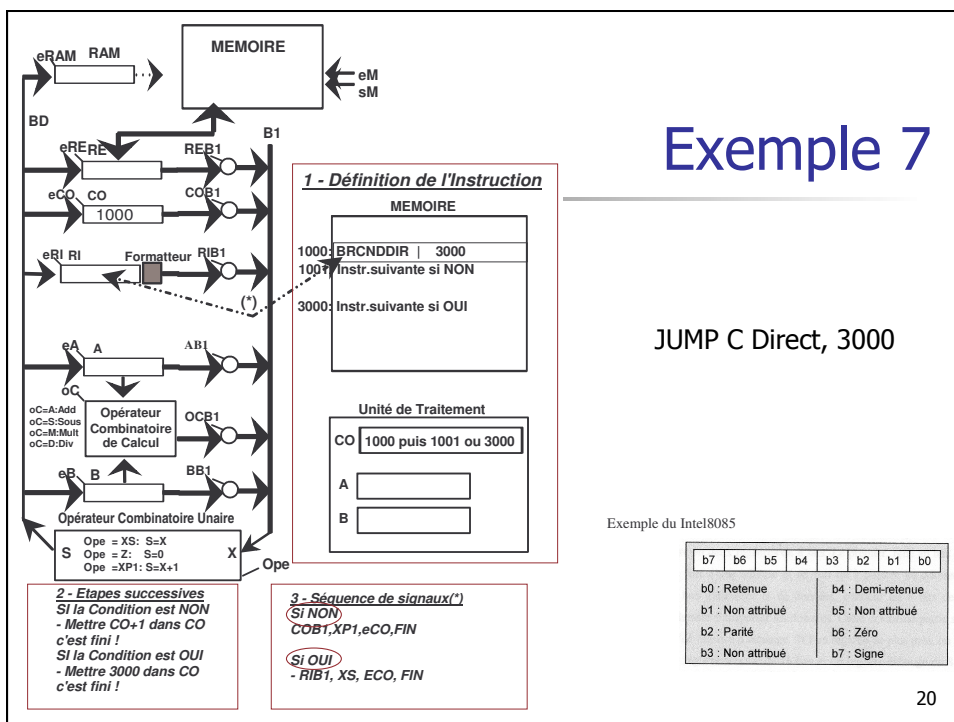 MEMOIRE
eRAM RAM
eM
sM
BD
B1
eRE RE
REB1
eCO CO
COB1
1000
eRI RI
Formatteur
RIB1
(*)
eA A
AB1
oC
oC=A:Add
oC=S:Sous
oC=M:Mult
oC=D:Div
Opérateur
Combinatoire
de Calcul
OCB1
eB B
BB1
Opérateur Combinatoire Unaire
S
Ope = XS: S=X
Ope = Z: S=0
Ope =XP1: S=X+1
X
Ope
1 - Définition de l'Instruction
MEMOIRE
1000: BRCNDDIR | 3000
1001: Instr.suivante si NON
3000: Instr.suivante si OUI
Unité de Traitement
CO 1000 puis 1001 ou 3000
A
B
2 - Etapes successives
SI la Condition est NON
- Mettre CO+1 dans CO
c'est fini !
SI la Condition est OUI
- Mettre 3000 dans CO
c'est fini !
3 - Séquence de signaux(*)
Si NON
COB1,XP1,eCO,FIN
Si OUI
- RIB1, XS, ECO, FIN
Exemple 7
JUMP C Direct, 3000
Exemple du Intel8085
b7 b6 b5 b4 b3 b2 b1 b0
b0 : Retenue b4 : Demi-retenue
b1 : Non attribué b5 : Non attribué
b2 : Parité b6 : Zéro
b3 : Non attribué b7 : Signe
20